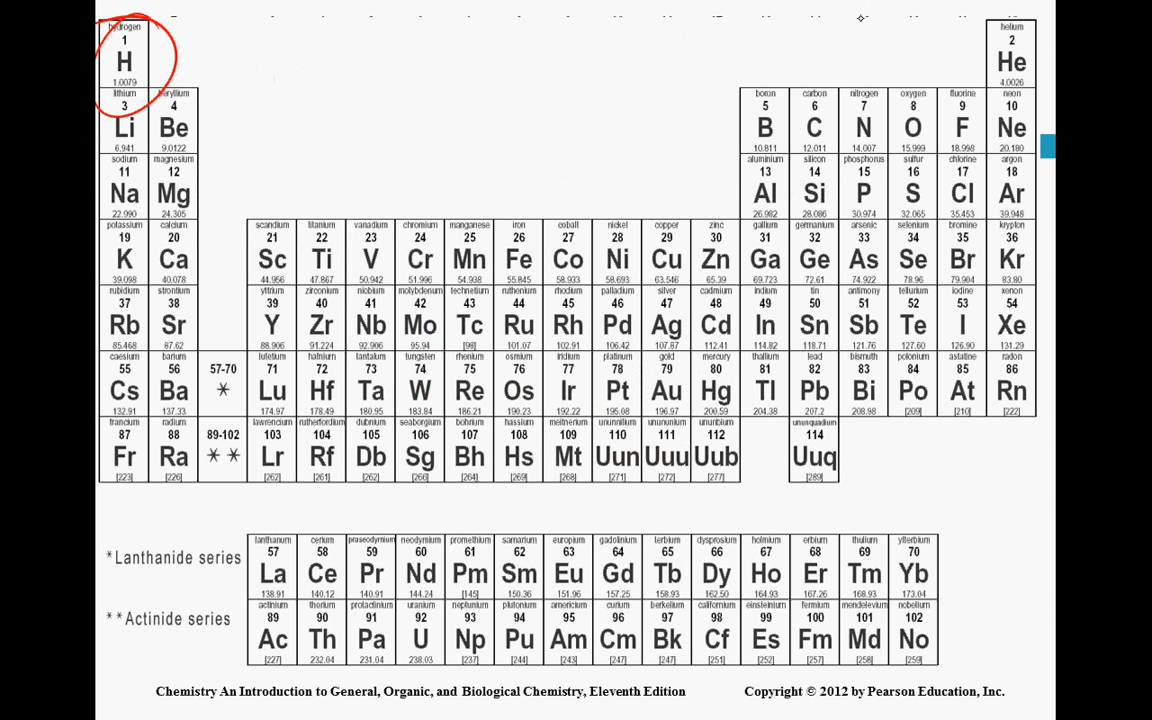 hydrogen helium
1 2
H He
1.0079 4.0026
lithium beryllium boron carbon nitrogen oxygen fluorine neon
3 4 5 6 7 8 9 10
Li Be B C N O F Ne
6.941 9.0122 10.811 12.011 14.007 15.999 18.998 20.180
sodium magnesium aluminium silicon phosphorus sulfur chlorine argon
11 12 13 14 15 16 17 18
Na Mg Al Si P S Cl Ar
22.990 24.305 26.982 28.086 30.974 32.065 35.453 39.948
potassium calcium scandium titanium vanadium chromium manganese iron cobalt nickel copper zinc gallium germanium arsenic selenium bromine krypton
19 20 21 22 23 24 25 26 27 28 29 30 31 32 33 34 35 36
K Ca Sc Ti V Cr Mn Fe Co Ni Cu Zn Ga Ge As Se Br Kr
39.098 40.078 44.956 47.867 50.942 51.996 54.938 55.845 58.933 58.693 63.546 65.39 69.723 72.61 74.922 78.96 79.904 83.80
rubidium strontium yttrium zirconium niobium molybdenum technetium ruthenium rhodium palladium silver cadmium indium tin antimony tellurium iodine xenon
37 38 39 40 41 42 43 44 45 46 47 48 49 50 51 52 53 54
Rb Sr Y Zr Nb Mo Tc Ru Rh Pd Ag Cd In Sn Sb Te I Xe
85.468 87.62 88.906 91.224 92.906 95.94 [98] 101.07 102.91 106.42 107.87 112.41 114.82 118.71 121.76 127.60 126.90 131.29
caesium barium lutetium hafnium tantalum tungsten rhenium osmium iridium platinum gold mercury thallium lead bismuth polonium astatine radon
55 56 57-70 71 72 73 74 75 76 77 78 79 80 81 82 83 84 85 86
Cs Ba * Lu Hf Ta W Re Os Ir Pt Au Hg Tl Pb Bi Po At Rn
132.91 137.33 174.97 178.49 180.95 183.84 186.21 190.23 192.22 195.08 196.97 200.59 204.38 207.2 208.98 [209] [210] [222]
francium radium lawrencium rutherfordium dubnium seaborgium bohrium hassium meitnerium ununnilium unununium ununbium ununquadium
87 88 89-102 103 104 105 106 107 108 109 110 111 112 114
Fr Ra * * Lr Rf Db Sg Bh Hs Mt Uun Uuu Uub Uuq
[223] [226] [262] [261] [262] [266] [264] [269] [268] [271] [272] [277] [289]
lanthanum cerium praseodymium neodymium promethium samarium europium gadolinium terbium dysprosium holmium erbium thulium ytterbium
57 58 59 60 61 62 63 64 65 66 67 68 69 70
*Lanthanide series La Ce Pr Nd Pm Sm Eu Gd Tb Dy Ho Er Tm Yb
138.91 140.12 140.91 144.24 [145] 150.36 151.96 157.25 158.93 162.50 164.93 167.26 168.93 173.04
actinium thorium protactinium uranium neptunium plutonium americium curium berkelium californium einsteinium fermium mendelevium nobelium
89 90 91 92 93 94 95 96 97 98 99 100 101 102
**Actinide series Ac Th Pa U Np Pu Am Cm Bk Cf Es Fm Md No
[227] 232.04 231.04 238.03 [237] [244] [243] [247] [247] [251] [252] [257] [258] [259]
Chemistry An Introduction to General, Organic, and Biological Chemistry, Eleventh Edition Copyright © 2012 by Pearson Education, Inc.